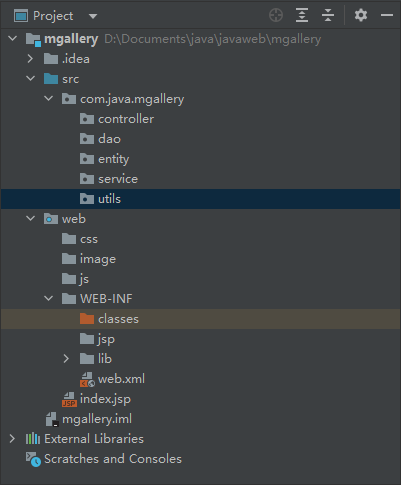 Project
mgallery D:\Documents\java\javaweb\mgallery
.idea
src
com.java.mgallery
controller
dao
entity
service
utils
web
css
image
js
WEB-INF
classes
jsp
lib
web.xml
JSP index.jsp
mgallery.iml
External Libraries
Scratches and Consoles